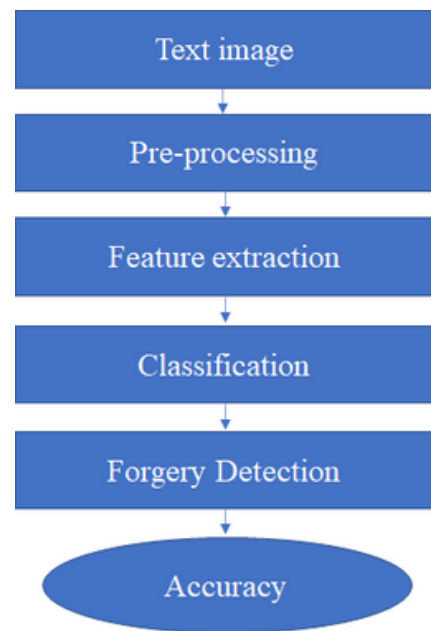 Text image
Pre-processing
Feature extraction
Classification
Forgery Detection
Accuracy